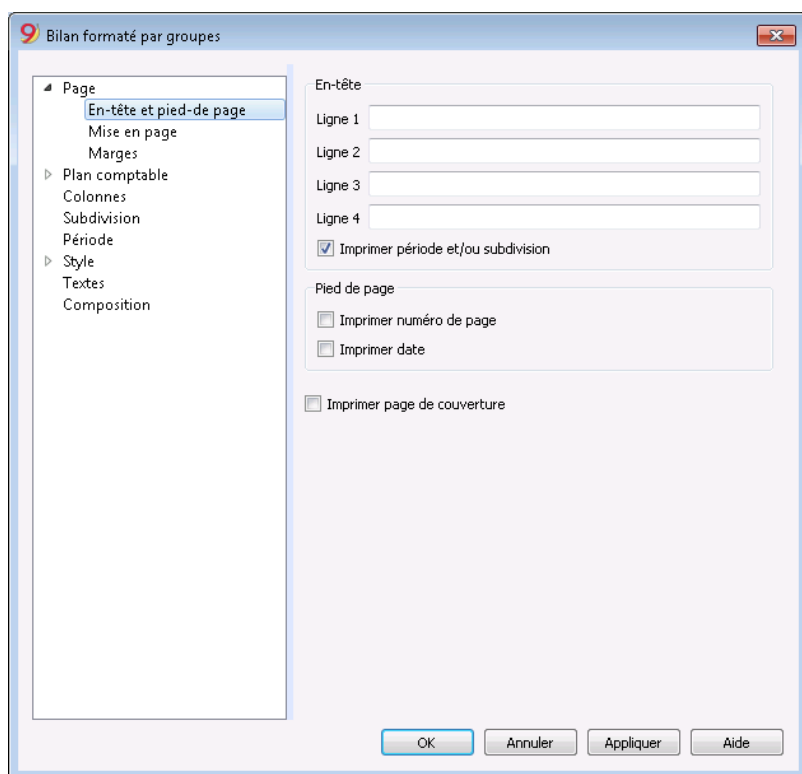 9 Bilan formaté par groupes
Page
En-tête et pied-de page
Mise en page
Marges
Plan comptable
Colonnes
Subdivision
Période
Style
Textes
Composition
En-tête
Ligne 1
Ligne 2
Ligne 3
Ligne 4
Imprimer période et/ou subdivision
Pied de page
Imprimer numéro de page
Imprimer date
Imprimer page de couverture
OK Annuler Appliquer Aide